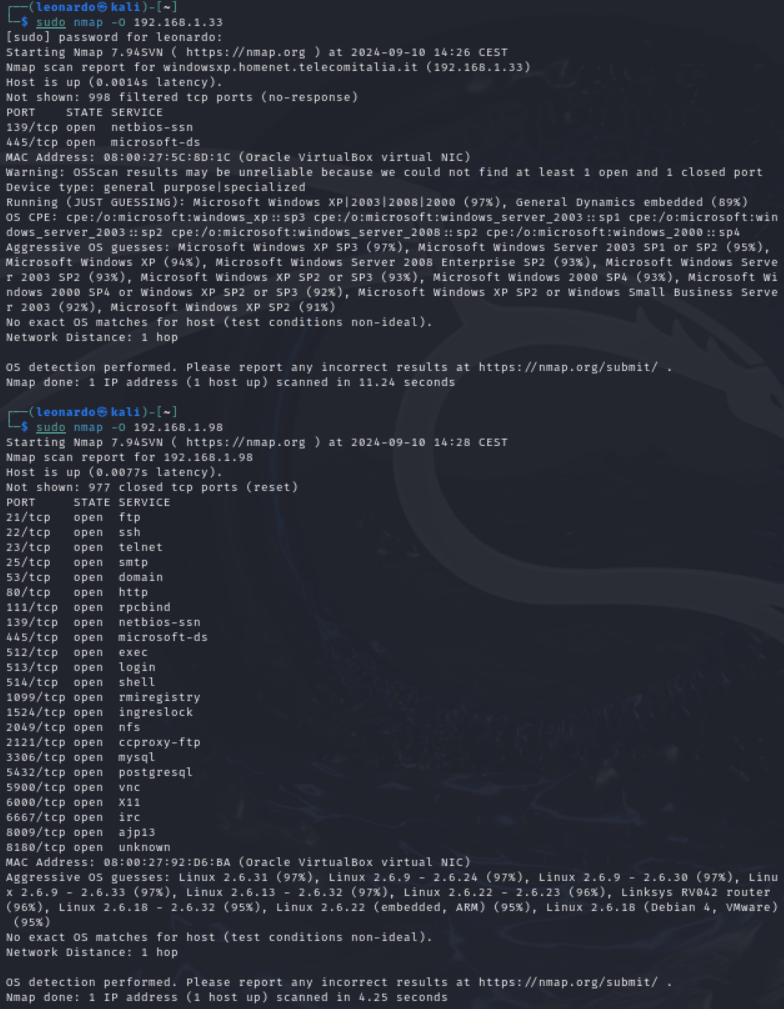 ┌──(leonardo㉿kali)-[~]
└─$ sudo nmap -O 192.168.1.33
[sudo] password for leonardo:
Starting Nmap 7.94SVN ( https://nmap.org ) at 2024-09-10 14:26 CEST
Nmap scan report for windowsxp.homenet.telecomitalia.it (192.168.1.33)
Host is up (0.0014s latency).
Not shown: 998 filtered tcp ports (no-response)
PORT    STATE SERVICE
139/tcp open  netbios-ssn
445/tcp open  microsoft-ds
MAC Address: 08:00:27:5C:8D:1C (Oracle VirtualBox virtual NIC)
Warning: OSScan results may be unreliable because we could not find at least 1 open and 1 closed port
Device type: general purpose|specialized
Running (JUST GUESSING): Microsoft Windows XP|2003|2008|2000 (97%), General Dynamics embedded (89%)
OS CPE: cpe:/o:microsoft:windows_xp::sp3 cpe:/o:microsoft:windows_server_2003::sp1 cpe:/o:microsoft:win
dows_server_2003::sp2 cpe:/o:microsoft:windows_server_2008::sp2 cpe:/o:microsoft:windows_2000::sp4
Aggressive OS guesses: Microsoft Windows XP SP3 (97%), Microsoft Windows Server 2003 SP1 or SP2 (95%),
Microsoft Windows XP (94%), Microsoft Windows Server 2008 Enterprise SP2 (93%), Microsoft Windows Serve
r 2003 SP2 (93%), Microsoft Windows XP SP2 or SP3 (93%), Microsoft Windows 2000 SP4 (93%), Microsoft Wi
ndows 2000 SP4 or Windows XP SP2 or SP3 (92%), Microsoft Windows XP SP2 or Windows Small Business Serve
r 2003 (92%), Microsoft Windows XP SP2 (91%)
No exact OS matches for host (test conditions non-ideal).
Network Distance: 1 hop

OS detection performed. Please report any incorrect results at https://nmap.org/submit/ .
Nmap done: 1 IP address (1 host up) scanned in 11.24 seconds

┌──(leonardo㉿kali)-[~]
└─$ sudo nmap -O 192.168.1.98
Starting Nmap 7.94SVN ( https://nmap.org ) at 2024-09-10 14:28 CEST
Nmap scan report for 192.168.1.98
Host is up (0.0077s latency).
Not shown: 977 closed tcp ports (reset)
PORT     STATE SERVICE
21/tcp   open  ftp
22/tcp   open  ssh
23/tcp   open  telnet
25/tcp   open  smtp
53/tcp   open  domain
80/tcp   open  http
111/tcp  open  rpcbind
139/tcp  open  netbios-ssn
445/tcp  open  microsoft-ds
512/tcp  open  exec
513/tcp  open  login
514/tcp  open  shell
1099/tcp open  rmiregistry
1524/tcp open  ingreslock
2049/tcp open  nfs
2121/tcp open  ccproxy-ftp
3306/tcp open  mysql
5432/tcp open  postgresql
5900/tcp open  vnc
6000/tcp open  X11
6667/tcp open  irc
8009/tcp open  ajp13
8180/tcp open  unknown
MAC Address: 08:00:27:92:D6:BA (Oracle VirtualBox virtual NIC)
Aggressive OS guesses: Linux 2.6.31 (97%), Linux 2.6.9 - 2.6.24 (97%), Linux 2.6.9 - 2.6.30 (97%), Linu
x 2.6.9 - 2.6.33 (97%), Linux 2.6.13 - 2.6.32 (97%), Linux 2.6.22 - 2.6.23 (96%), Linksys RV042 router
(96%), Linux 2.6.18 - 2.6.32 (95%), Linux 2.6.22 (embedded, ARM) (95%), Linux 2.6.18 (Debian 4, VMware)
(95%)
No exact OS matches for host (test conditions non-ideal).
Network Distance: 1 hop

OS detection performed. Please report any incorrect results at https://nmap.org/submit/ .
Nmap done: 1 IP address (1 host up) scanned in 4.25 seconds